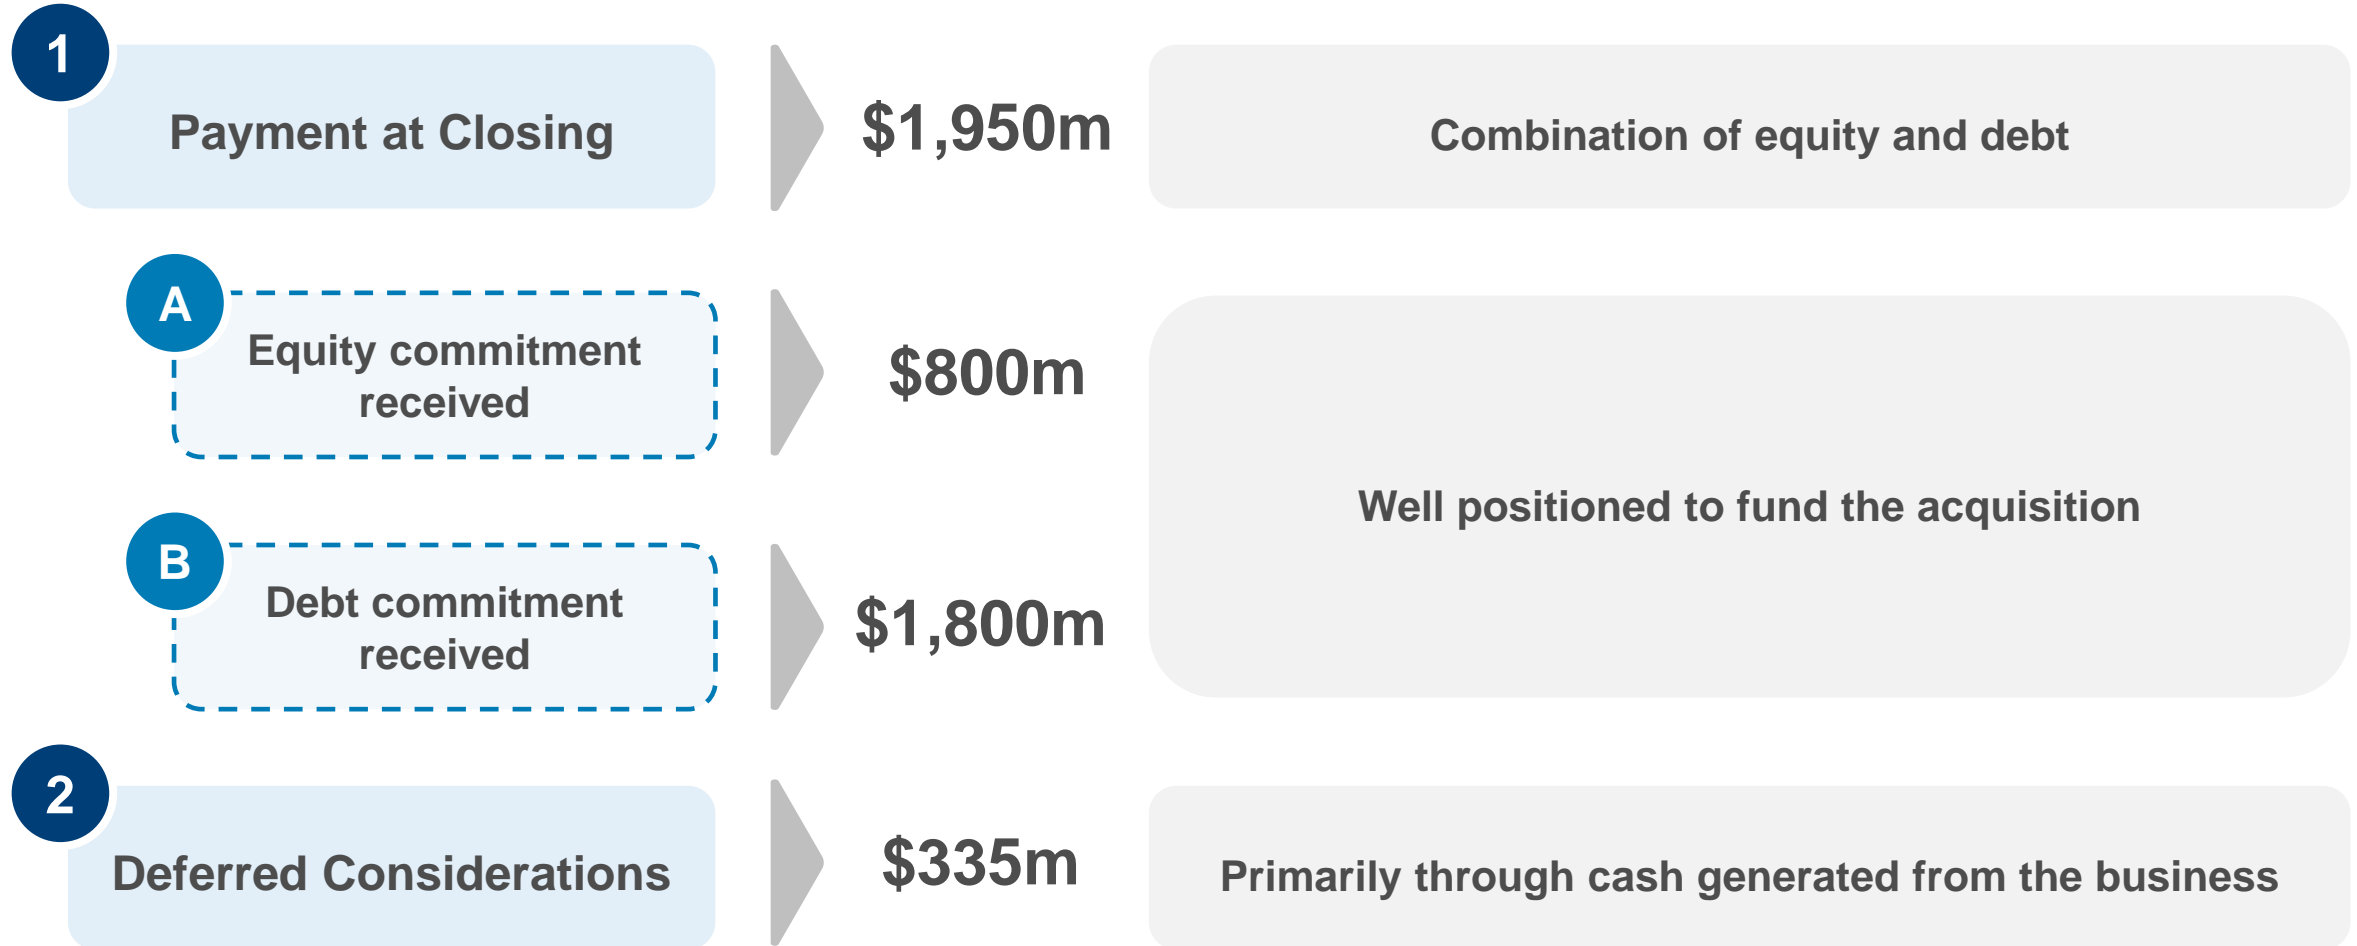 1
Payment at Closing
$1,950m
Combination of equity and debt
A
Equity commitment
received
$800m
B
Debt commitment
received
$1,800m
Well positioned to fund the acquisition
2
Deferred Considerations
$335m
Primarily through cash generated from the business